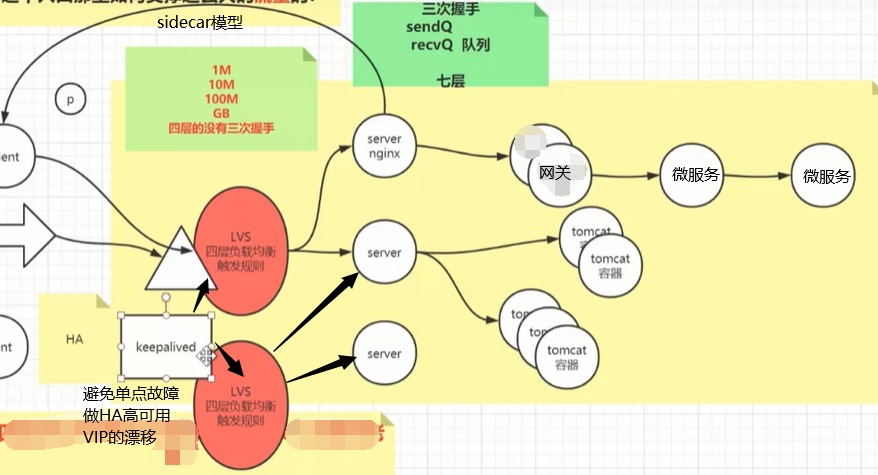 sidecar模型
三次握手
sendQ
recvQ 队列
七层
1M
10M
100M
GB
四层的没有三次握手
p
ient
server
nginx
网关
微服务
微服务
LVS
四层负载均衡
触发规则
server
tomcat
tomcat
容器
HA
keepalived
nt
server
tomcat
容器
LVS
四层负载均衡
触发规则
避免单点故障
做HA高可用
VIP的漂移